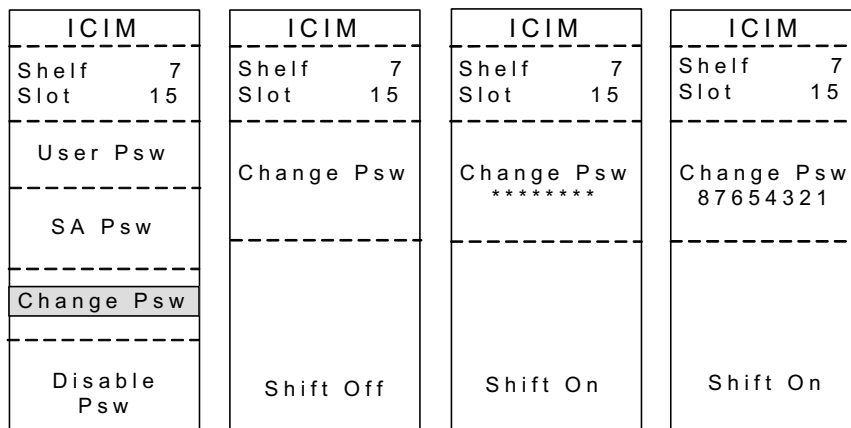 ICIM
Shelf 7
Slot 15
User Psw
SA Psw
Change Psw
Disable
Psw
ICIM
Shelf 7
Slot 15
Change Psw
Shift Off
ICIM
Shelf 7
Slot 15
Change Psw
********
Shift On
ICIM
Shelf 7
Slot 15
Change Psw
87654321
Shift On